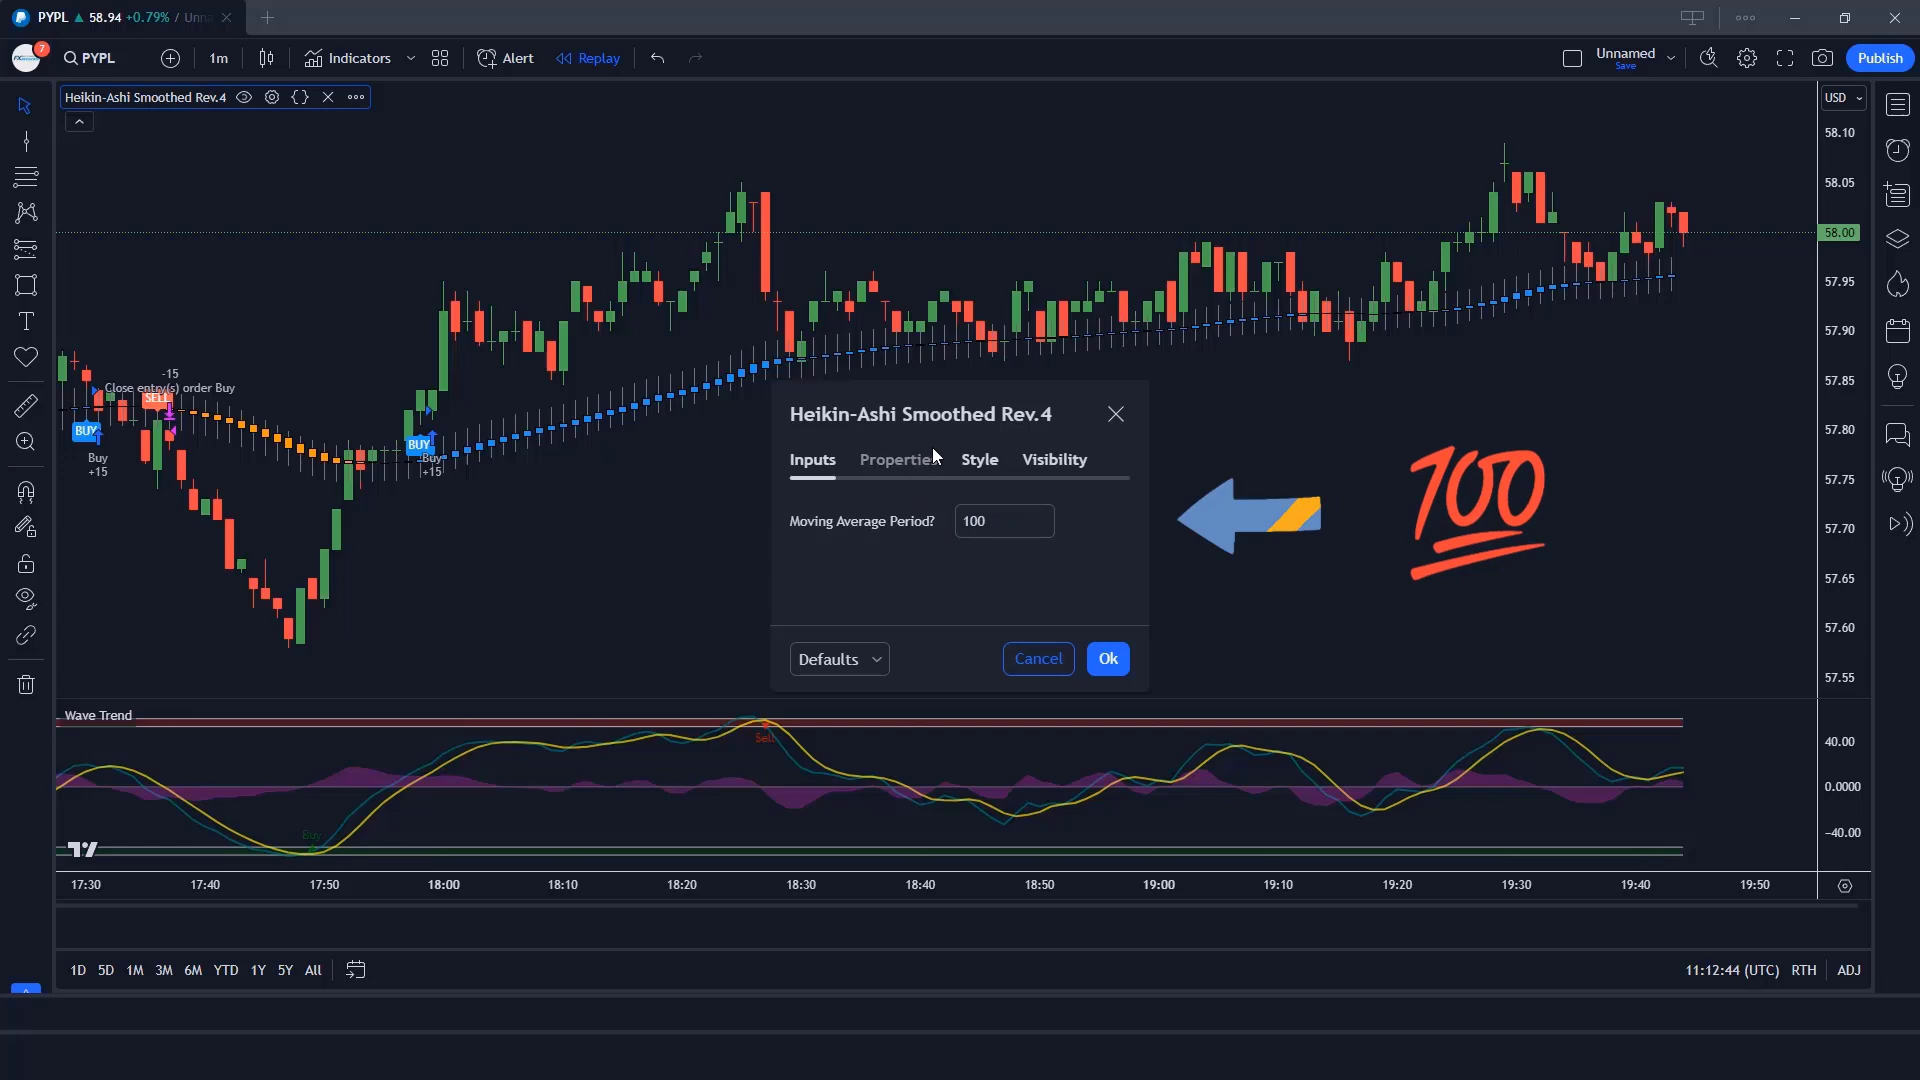 PYPL ▲ 58.94 +0.79% / Unna
7
PYPL
1m
Indicators
Alert
Replay
Unnamed
Save
Publish
Heikin-Ashi Smoothed Rev.4
USD
58.10
58.05
58.00
57.95
57.90
57.85
57.80
57.75
57.70
57.65
57.60
57.55
-15
Close entry(s) order Buy
SELL
BUY
Buy
+15
BUY
Buy
+15
Heikin-Ashi Smoothed Rev.4
Inputs Properties Style Visibility
Moving Average Period? 100
Defaults Cancel Ok
100
Wave Trend
Sell
Buy
40.00
0.0000
−40.00
17:30 17:40 17:50 18:00 18:10 18:20 18:30 18:40 18:50 19:00 19:10 19:20 19:30 19:40 19:50
1D 5D 1M 3M 6M YTD 1Y 5Y All
11:12:44 (UTC) RTH ADJ